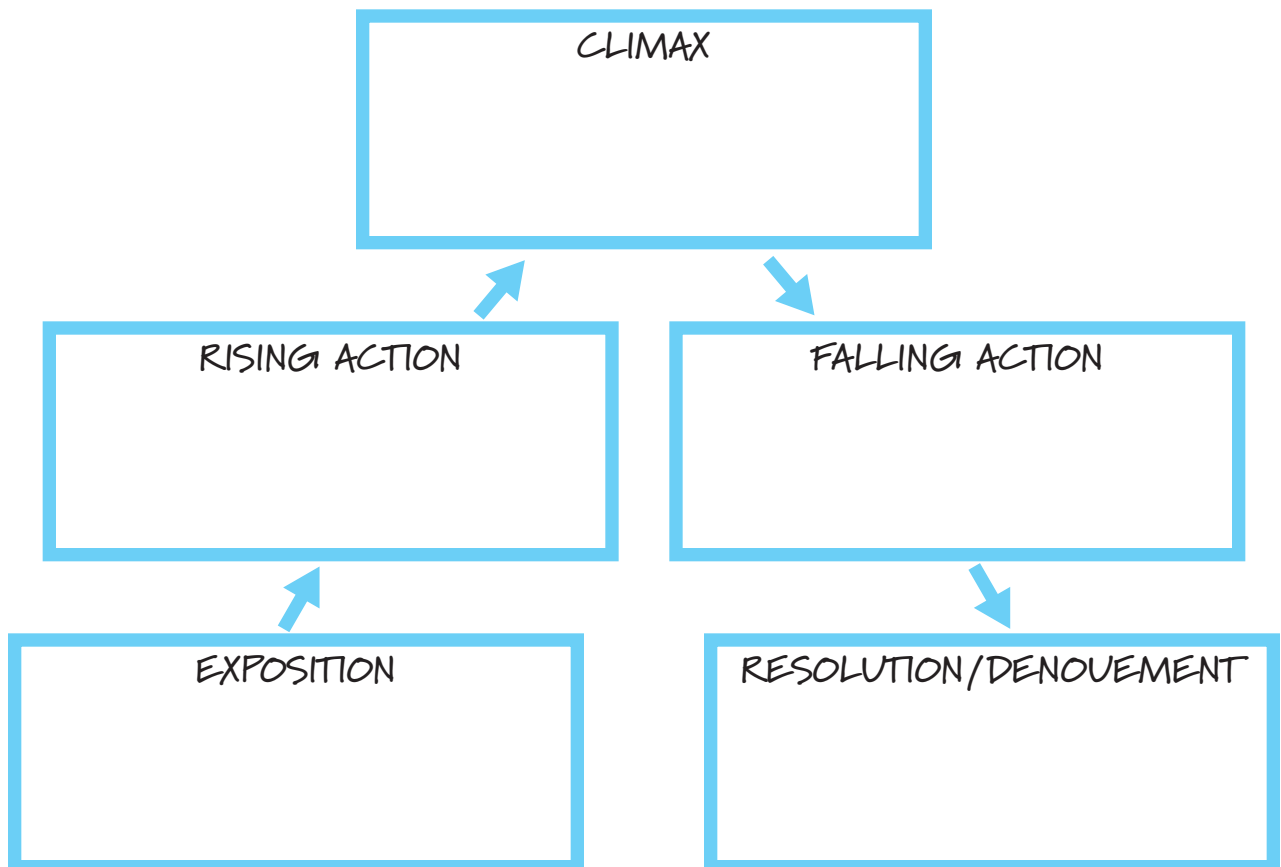 CLIMAX
RISING ACTION
FALLING ACTION
EXPOSITION
RESOLUTION/DENOUEMENT